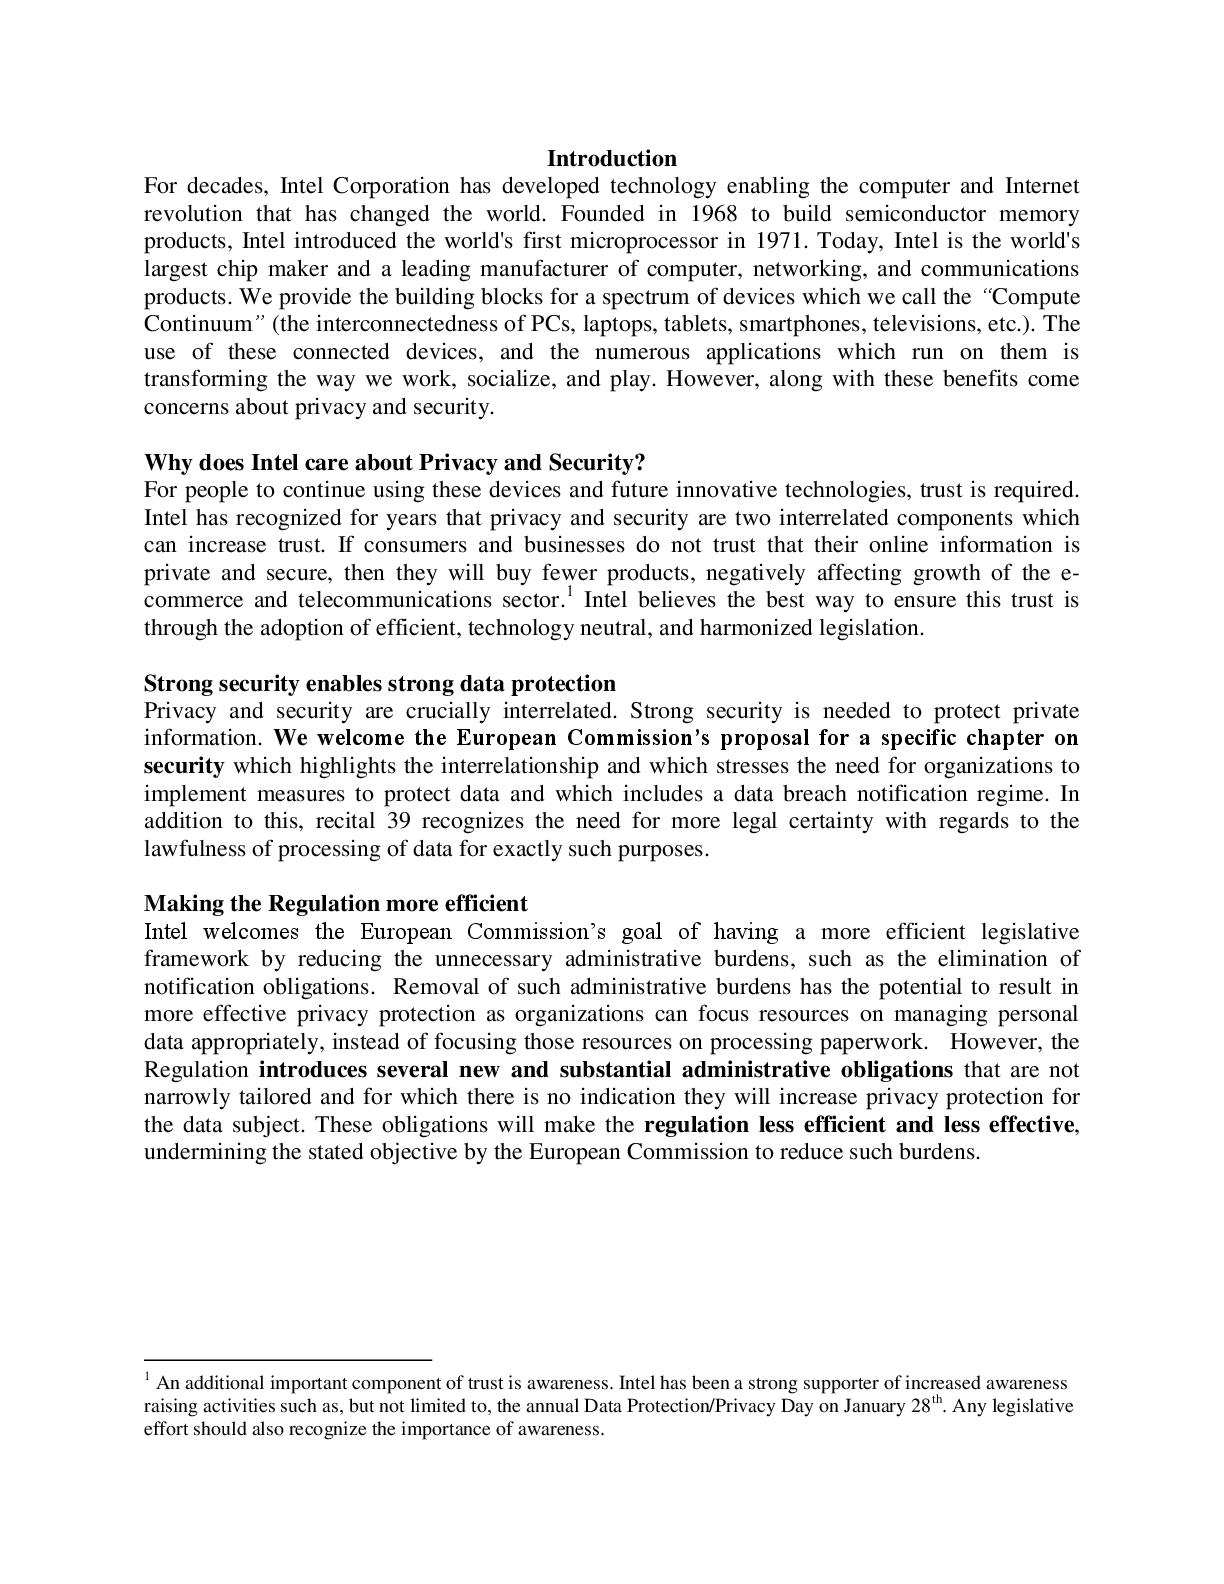 Introduction
For decades, Intel Corporation has developed technology enabling the computer and Internet
revolution that has changed the world. Founded in 1968 to build semiconductor memory
products, Intel introduced the world's first microprocessor in 1971. Today, Intel is the world's
largest chip maker and a leading manufacturer of computer, networking, and communications
products. We provide the building blocks for a spectrum of devices which we call the “Compute
Continuum” (the interconnectedness of PCs, laptops, tablets, smartphones, televisions, etc.). The
use of these connected devices, and the numerous applications which run on them is
transforming the way we work, socialize, and play. However, along with these benefits come
concerns about privacy and security.
Why does Intel care about Privacy and Security?
For people to continue using these devices and future innovative technologies, trust is required.
Intel has recognized for years that privacy and security are two interrelated components which
can increase trust. If consumers and businesses do not trust that their online information is
private and secure, then they will buy fewer products, negatively affecting growth of the e-
commerce and telecommunications sector.1 Intel believes the best way to ensure this trust is
through the adoption of efficient, technology neutral, and harmonized legislation.
Strong security enables strong data protection
Privacy and security are crucially interrelated. Strong security is needed to protect private
information. We welcome the European Commission’s proposal for a specific chapter on
security which highlights the interrelationship and which stresses the need for organizations to
implement measures to protect data and which includes a data breach notification regime. In
addition to this, recital 39 recognizes the need for more legal certainty with regards to the
lawfulness of processing of data for exactly such purposes.
Making the Regulation more efficient
Intel welcomes the European Commission’s goal of having a more efficient legislative
framework by reducing the unnecessary administrative burdens, such as the elimination of
notification obligations. Removal of such administrative burdens has the potential to result in
more effective privacy protection as organizations can focus resources on managing personal
data appropriately, instead of focusing those resources on processing paperwork. However, the
Regulation introduces several new and substantial administrative obligations that are not
narrowly tailored and for which there is no indication they will increase privacy protection for
the data subject. These obligations will make the regulation less efficient and less effective,
undermining the stated objective by the European Commission to reduce such burdens.
1 An additional important component of trust is awareness. Intel has been a strong supporter of increased awareness
raising activities such as, but not limited to, the annual Data Protection/Privacy Day on January 28th. Any legislative
effort should also recognize the importance of awareness.